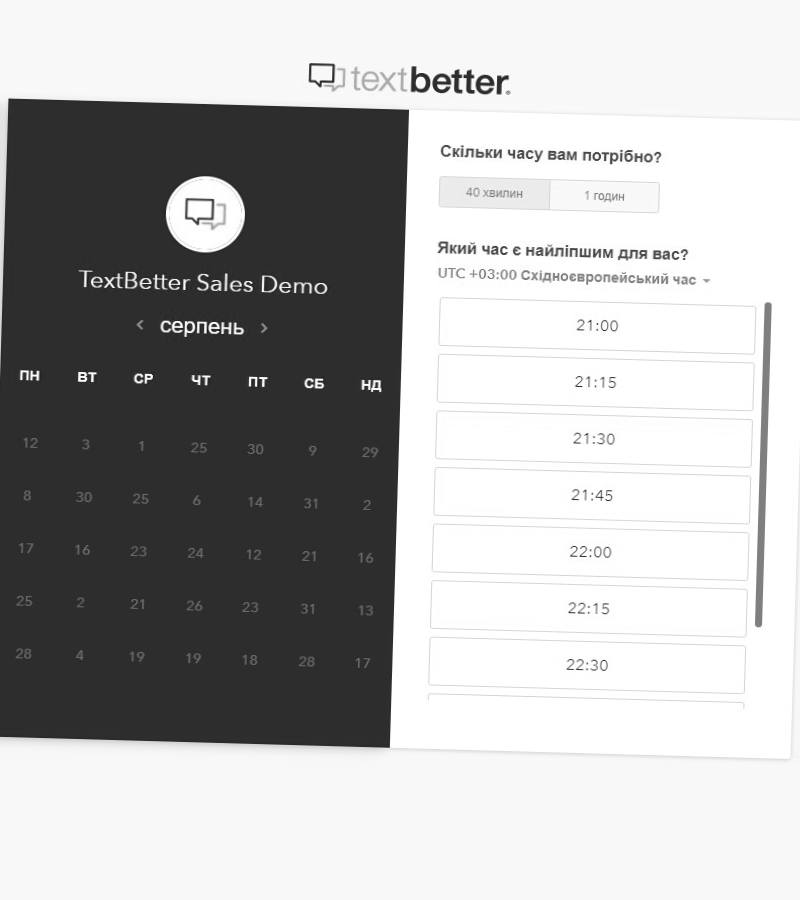 textbetter.
TextBetter Sales Demo
серпень
ПН ВТ СР ЧТ ПТ СБ НД
12 3 1 25 30 9 29
8 30 25 6 14 31 2
17 16 23 24 12 21 16
25 2 21 26 23 31 13
28 4 19 19 18 28 17
Скільки часу вам потрібно?
40 хвилин 1 годин
Який час є найліпшим для вас?
UTC +03:00 Східноєвропейський час
21:00
21:15
21:30
21:45
22:00
22:15
22:30